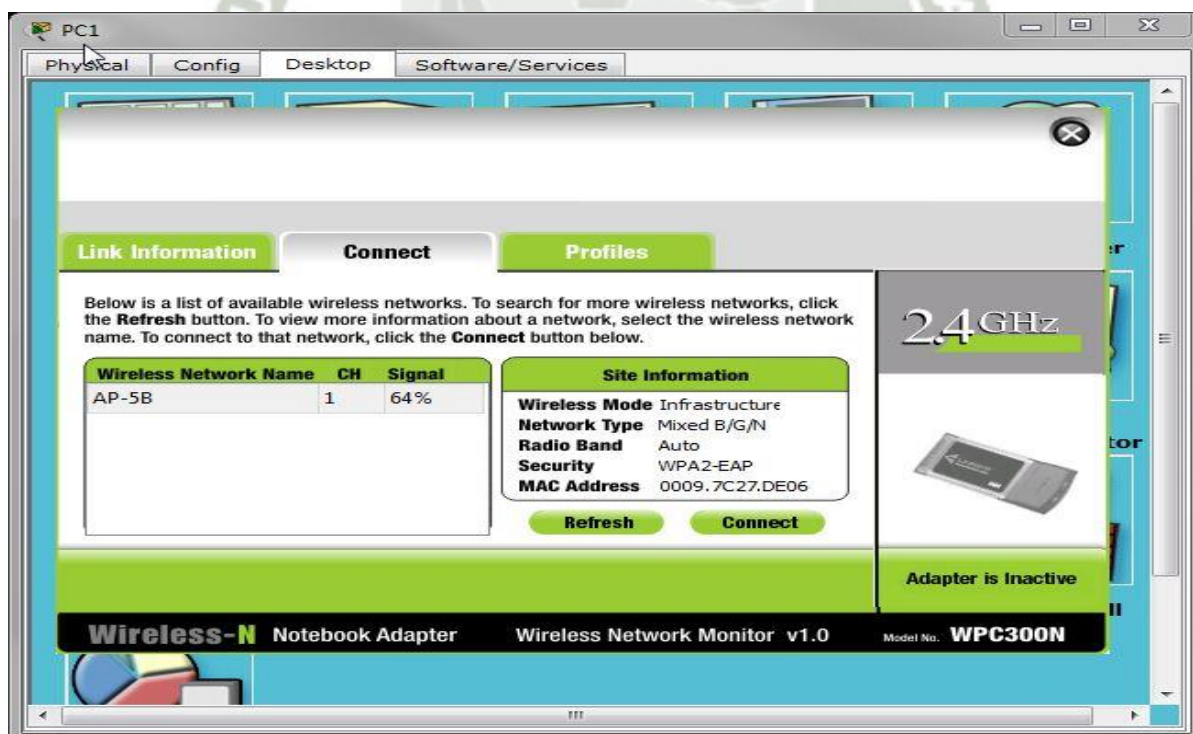 PC1
Physical Config Desktop Software/Services
Link Information Connect Profiles
r
Below is a list of available wireless networks. To search for more wireless networks, click
the Refresh button. To view more information about a network, select the wireless network
name. To connect to that network, click the Connect button below.
2,4 GHz
Wireless Network Name CH Signal
AP-5B 1 64%
Site Information
Wireless Mode Infrastructure
Network Type Mixed B/G/N
Radio Band Auto
Security WPA2-EAP
MAC Address 0009.7C27.DE06
tor
Refresh Connect
Adapter is Inactive
ll
Wireless-N Notebook Adapter Wireless Network Monitor v1.0 Model No. WPC300N